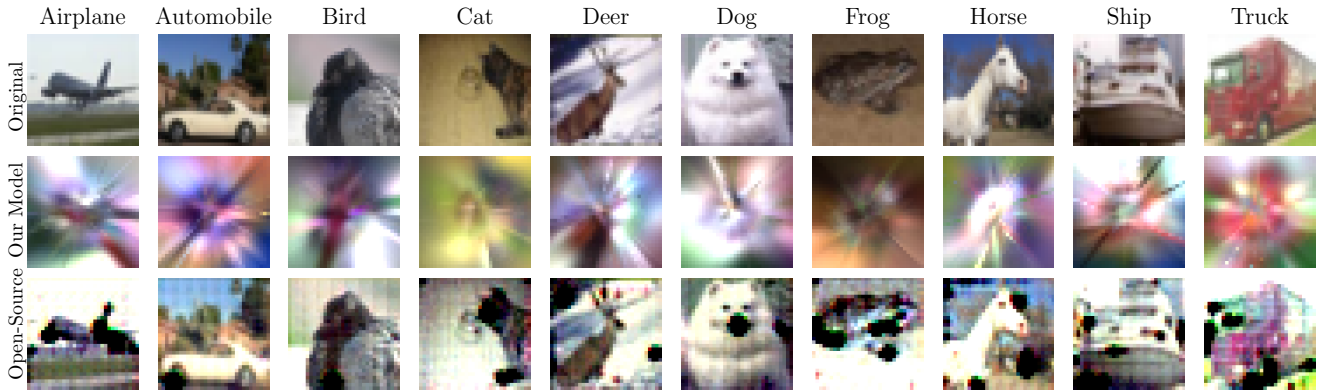 Airplane Automobile Bird Cat Deer Dog Frog Horse Ship Truck
Original
Our Model
Open-Source